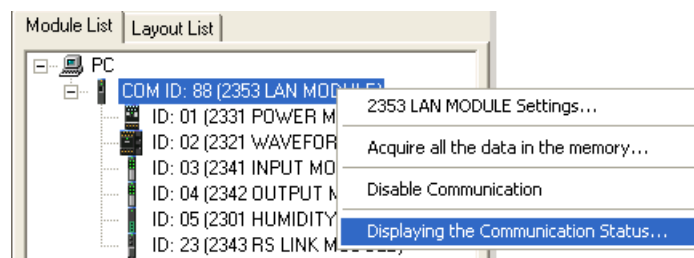 Module List Layout List
PC
COM ID: 88 (2353 LAN MODULE)
ID: 01 (2331 POWER M
ID: 02 (2321 WAVEFOR
ID: 03 (2341 INPUT MO
ID: 04 (2342 OUTPUT M
ID: 05 (2301 HUMIDITY
ID: 23 (2343 RS LINK MODULE)
2353 LAN MODULE Settings...
Acquire all the data in the memory...
Disable Communication
Displaying the Communication Status...